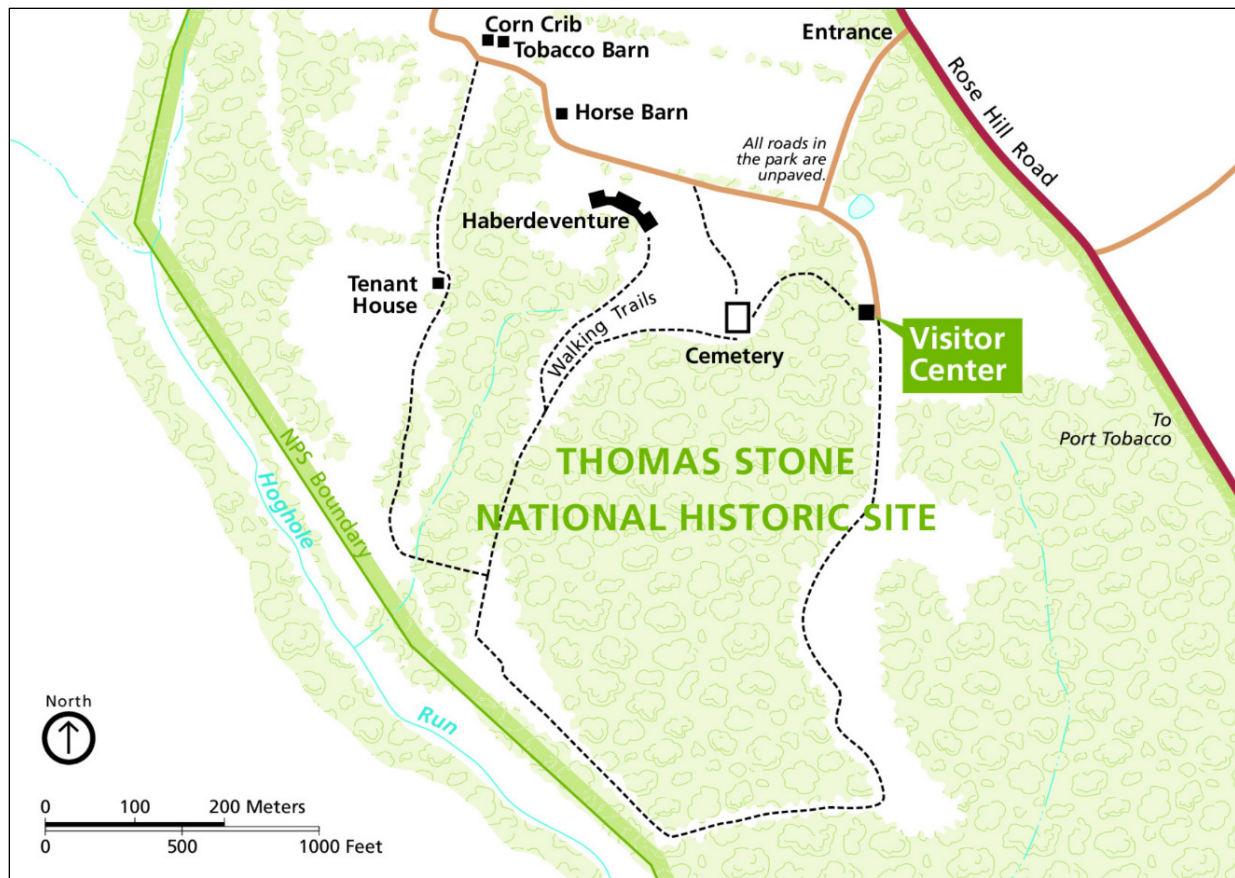 Corn Crib
Tobacco Barn
Entrance
Rose Hill Road
Horse Barn
All roads in
the park are
unpaved.
Haberdeventure
Tenant
House
Walking Trails
Cemetery
Visitor
Center
To
Port Tobacco
THOMAS STONE
NATIONAL HISTORIC SITE
NPS Boundary
Hoghole
Run
North
0 100 200 Meters
0 500 1000 Feet